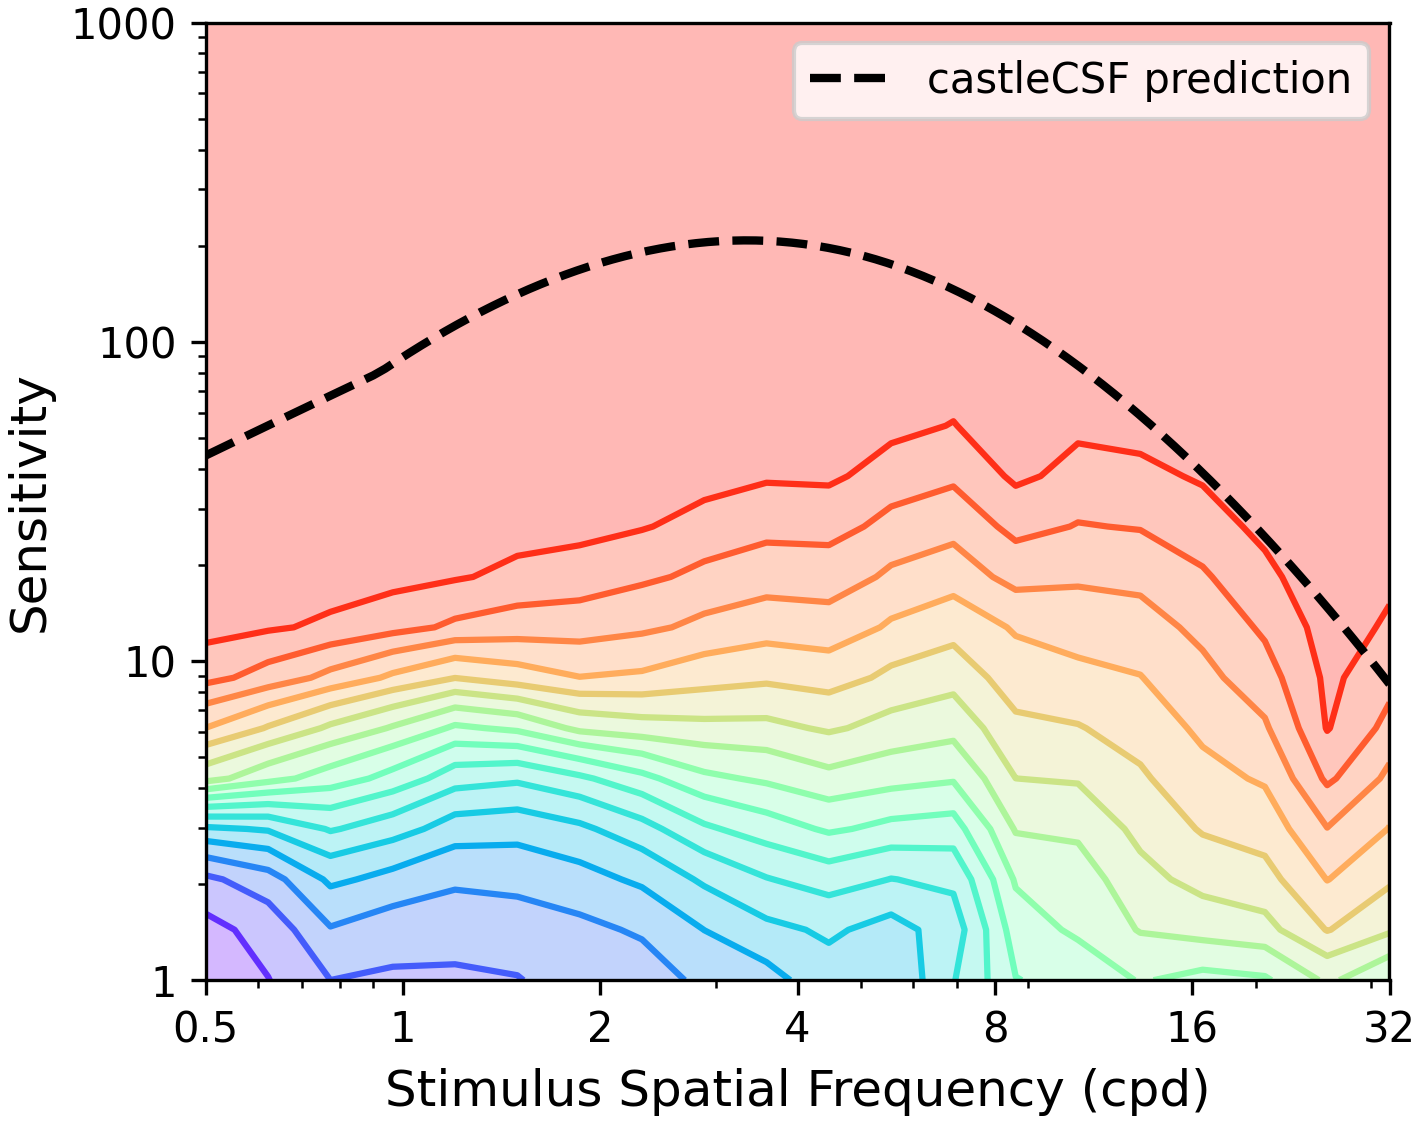 1000
100
10
1
Sensitivity
castleCSF prediction
0.5 1 2 4 8 16 32
Stimulus Spatial Frequency (cpd)